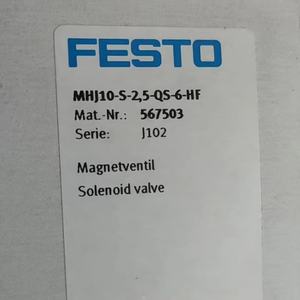 FESTO
MHJ10-S-2,5-QS-6-HF
Mat.-Nr.: 567503
Serie: J102
Magnetventil
Solenoid valve